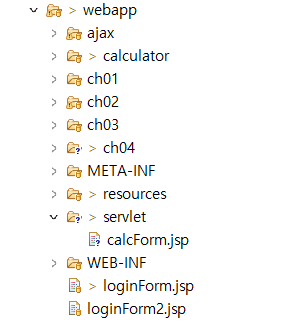 > webapp
ajax
> calculator
ch01
ch02
ch03
> ch04
META-INF
> resources
> servlet
calcForm.jsp
WEB-INF
> loginForm.jsp
loginForm2.jsp